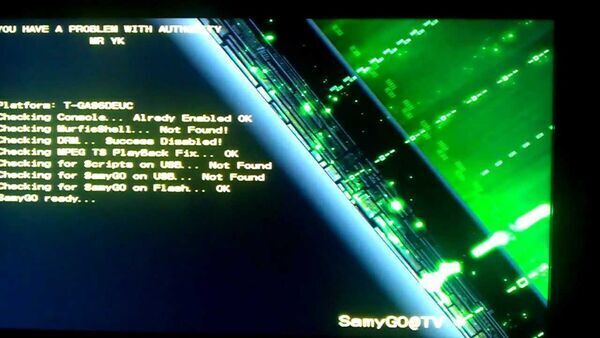 YOU HAVE A PROBLEM WITH AUTHORITY
MR YK
Platform: T-GA86DEUC
Checking Console... Alredy Enabled OK
Checking MurfieShell... Not Found!
Checking DRM... Success Disabled!
Checking MPEG TS PlayBack Fix... OK
Checking for Scripts on USB... Not Found
Checking for SamyGO on USB... Not Found
Checking for SamyGO on Flash... OK
SamyGO ready...
SamyGO@TV #